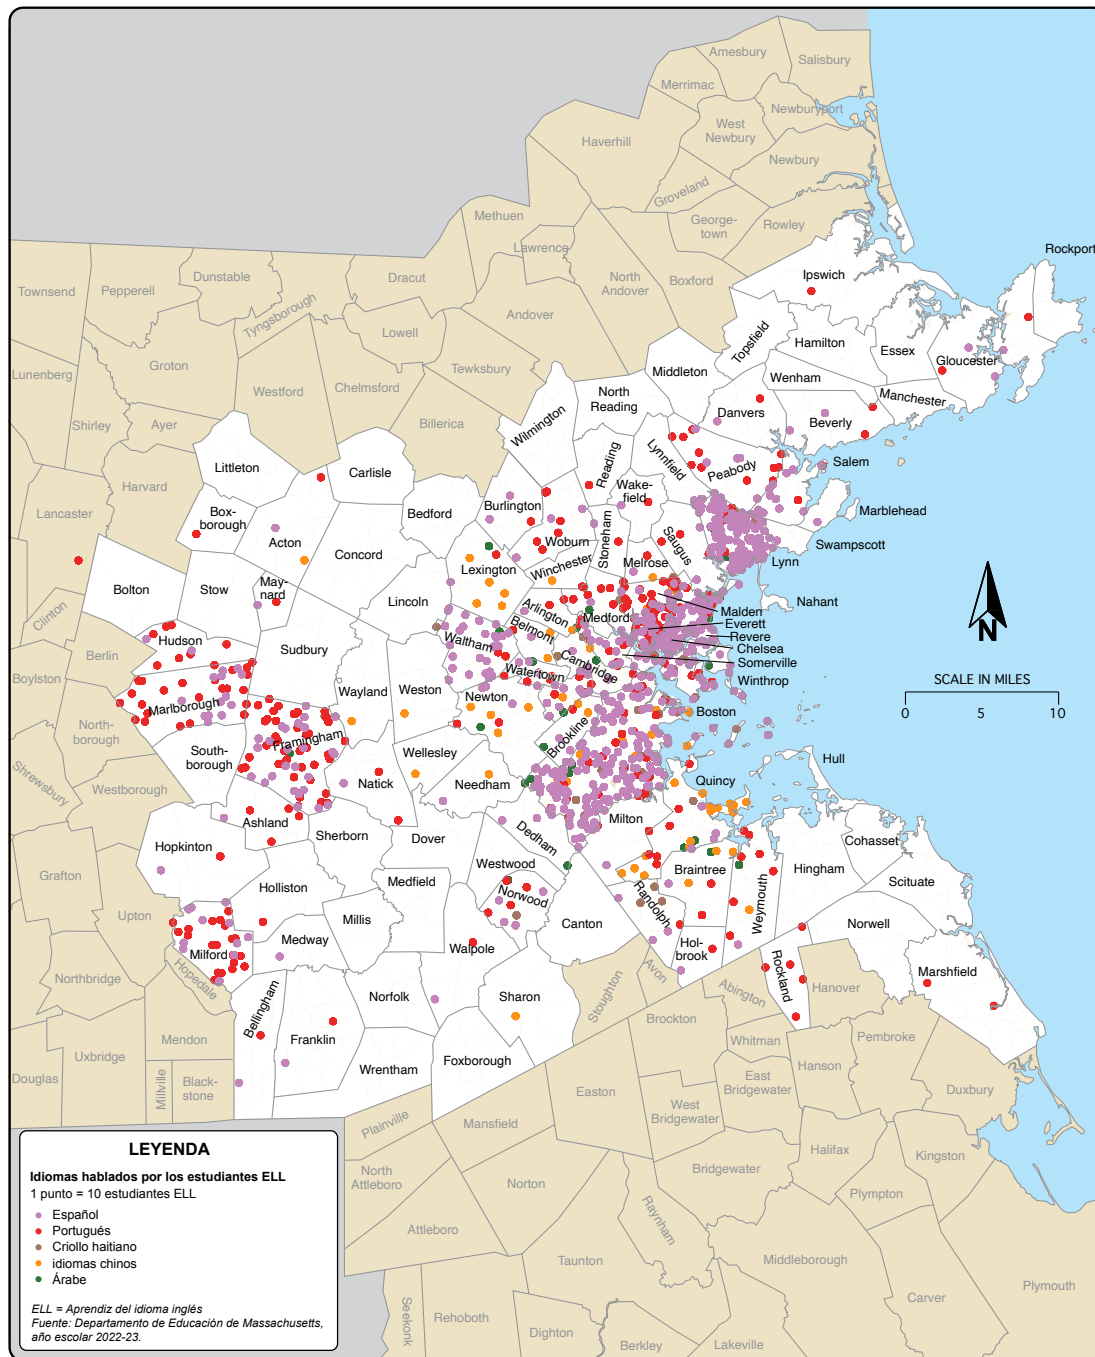 Amesbury
Salisbury
Merrimac
Newburyport
West
Newbury
Haverhill
Newbury
Groveland
Methuen
George-
town
Rowley
Lawrence
Rockport
Dunstable
Dracut
North
Andover
Boxford
Ipswich
Townsend
Pepperell
Tyngsborough
Andover
Lowell
Topsfield
Hamilton
Essex
Gloucester
Groton
Tewksbury
Middleton
Lunenberg
Westford
Chelmsford
Wenham
North
Reading
Manchester
Shirley
Ayer
Billerica
Wilmington
Danvers
Beverly
Littleton
Carlisle
Reading
Lynnfield
Peabody
Salem
Harvard
Wake-
field
Lancaster
Box-
borough
Bedford
Burlington
Marblehead
Acton
Woburn
Stoneham
Saugus
Swampscott
Concord
Lexington
Winchester
Melrose
Lynn
Bolton
Stow
May-
nard
Lincoln
Nahant
Clinton
Arlington
Medford
Malden
Everett
Hudson
Belmont
Revere
Berlin
Sudbury
Waltham
Chelsea
Boylston
Cambridge
Somerville
Watertown
Winthrop
SCALE IN MILES
0
5
10
N
Marlborough
Wayland
Weston
Newton
Boston
North-
borough
Framingham
Brookline
South-
borough
Wellesley
Hull
Shrewsbury
Westborough
Natick
Needham
Quincy
Ashland
Milton
Sherborn
Dover
Dedham
Cohasset
Hopkinton
Westwood
Grafton
Braintree
Hingham
Holliston
Medfield
Norwood
Randolph
Weymouth
Scituate
Upton
Millis
Canton
Norwell
Medway
Walpole
Hol-
brook
Milford
Hopedale
Rockland
Marshfield
Northbridge
Bellingham
Norfolk
Sharon
Stoughton
Avon
Abington
Hanover
Brockton
Mendon
Franklin
Whitman
Pembroke
Uxbridge
Foxborough
Wrentham
Hanson
Douglas
Millville
Black-
stone
Easton
East
Bridgewater
Duxbury
West
Bridgewater
Plainville
Mansfield
Halifax
Kingston
North
Attleboro
Norton
Bridgewater
Plympton
Attleboro
Raynham
Taunton
Middleborough
Plymouth
Carver
Seekonk
Rehoboth
Dighton
Berkley
Lakeville
LEYENDA
Idiomas hablados por los estudiantes ELL
1 punto = 10 estudiantes ELL
Español
Portugués
Criollo haitiano
idiomas chinos
Árabe
ELL = Aprendiz del idioma inglés
Fuente: Departamento de Educación de Massachusetts,
año escolar 2022-23.